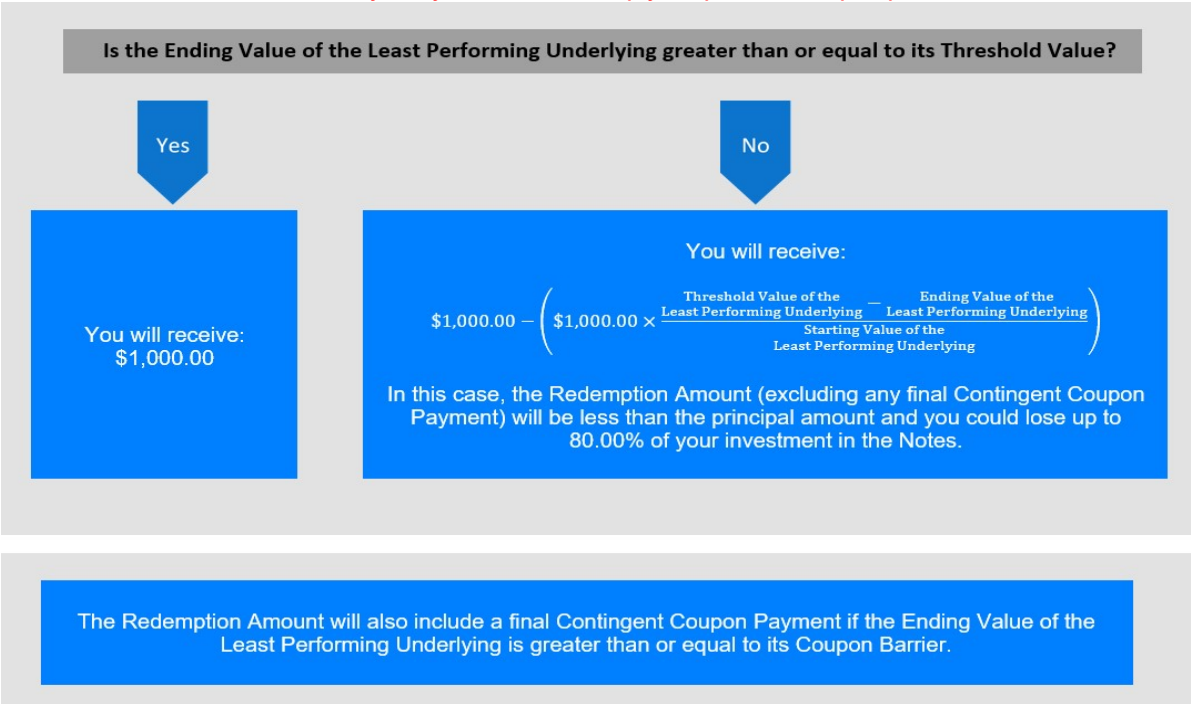 Is the Ending Value of the Least Performing Underlying greater than or equal to its Threshold Value?
Yes
No
You will receive:
$1,000.00
You will receive:
$1,000.00 − ( $1,000.00 ×
Threshold Value of the
Least Performing Underlying
−
Ending Value of the
Least Performing Underlying
Starting Value of the
Least Performing Underlying
)
In this case, the Redemption Amount (excluding any final Contingent Coupon
Payment) will be less than the principal amount and you could lose up to
80.00% of your investment in the Notes.
The Redemption Amount will also include a final Contingent Coupon Payment if the Ending Value of the
Least Performing Underlying is greater than or equal to its Coupon Barrier.